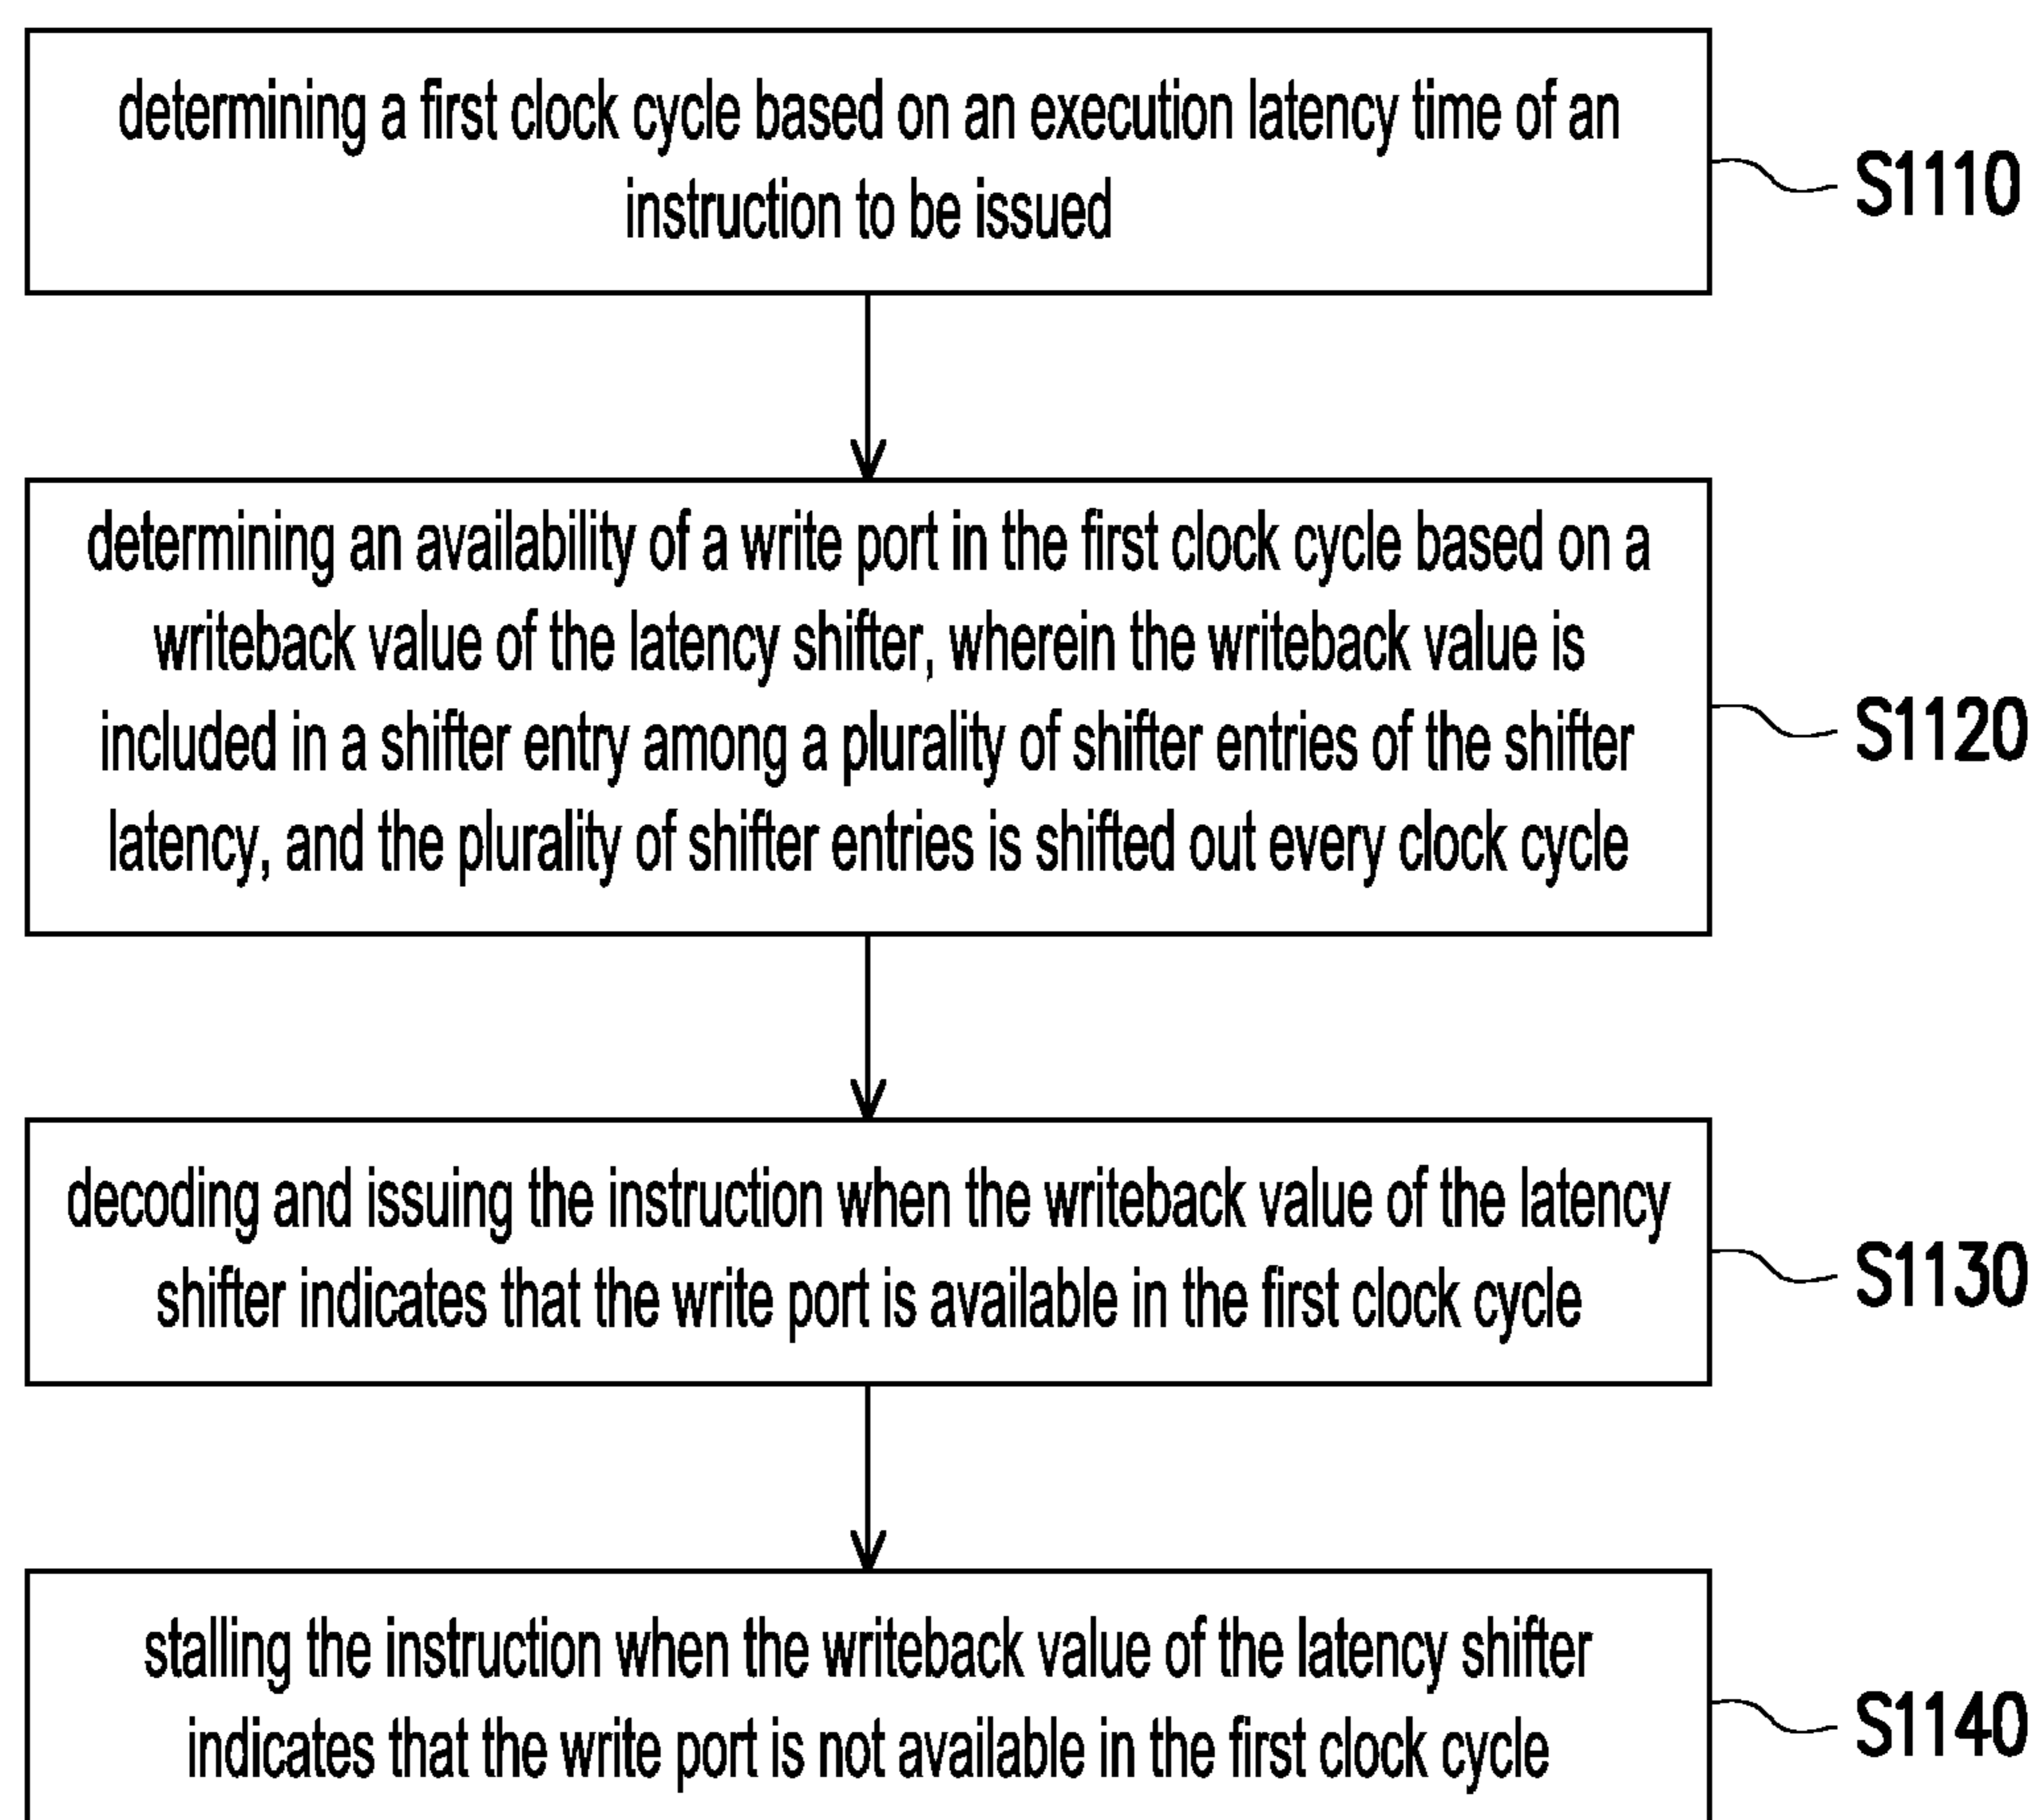 determining a first clock cycle based on an execution latency time of an
instruction to be issued
S1110
determining an availability of a write port in the first clock cycle based on a
writeback value of the latency shifter, wherein the writeback value is
included in a shifter entry among a plurality of shifter entries of the shifter
latency, and the plurality of shifter entries is shifted out every clock cycle
S1120
decoding and issuing the instruction when the writeback value of the latency
shifter indicates that the write port is available in the first clock cycle
S1130
stalling the instruction when the writeback value of the latency shifter
indicates that the write port is not available in the first clock cycle
S1140